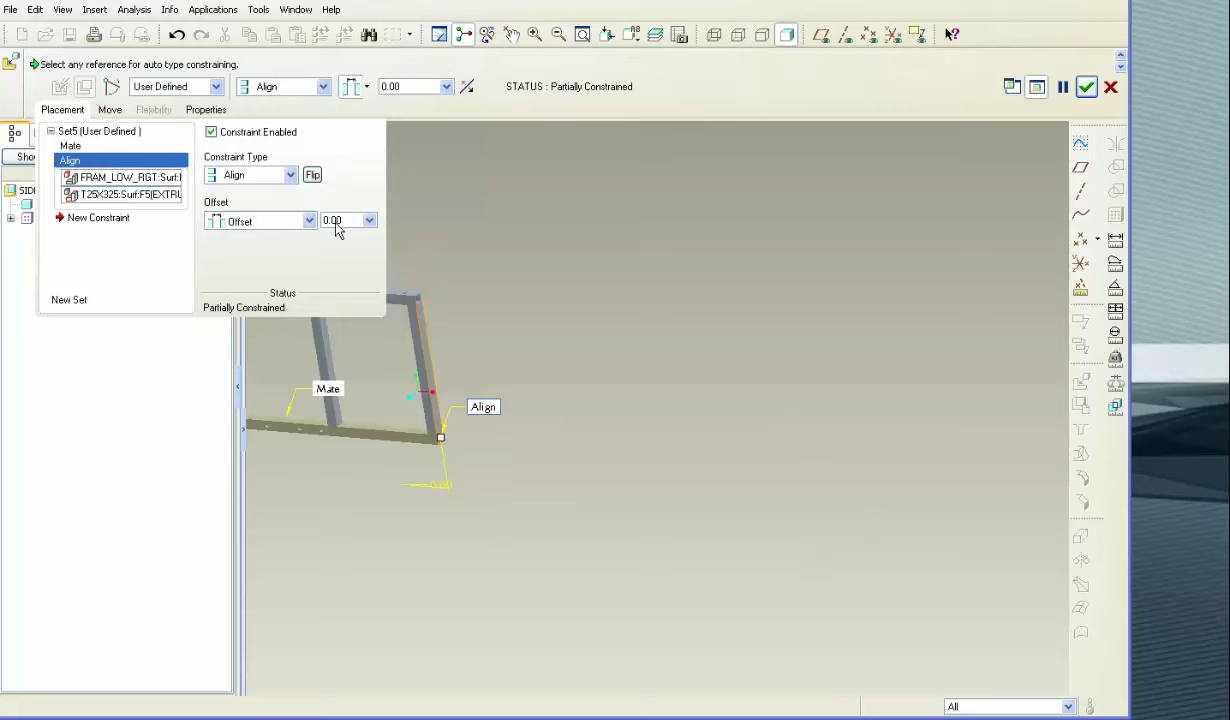 File Edit View Insert Analysis Info Applications Tools Window Help
Select any reference for auto type constraining.
User Defined Align 0.00 STATUS : Partially Constrained
Placement Move Flexibility Properties
Set5 (User Defined )
Mate
Align
FRAM_LOW_RGT:Surf:
T25X325:Surf:F5(EXTRU
New Constraint
New Set
Constraint Enabled
Constraint Type
Align Flip
Offset
Offset 0.00
Status
Partially Constrained
Sho
SID
Mate
Align
All